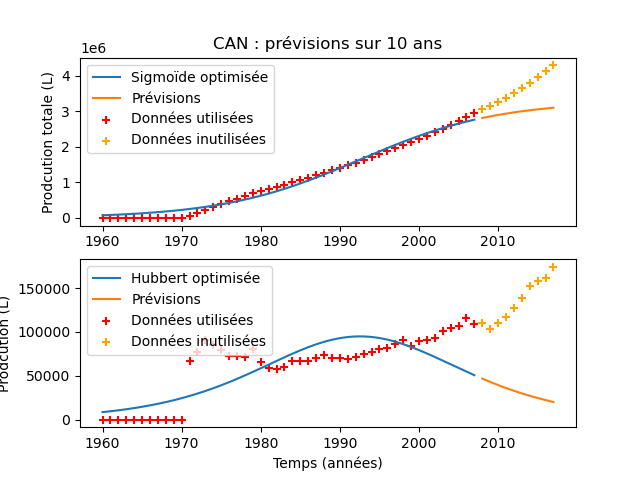 CAN : prévisions sur 10 ans
1e6
Prodcution totale (L)
4
3
2
1
0
Sigmoïde optimisée
Prévisions
Données utilisées
Données inutilisées
1960 1970 1980 1990 2000 2010
Prodcution (L)
150000
100000
50000
0
Hubbert optimisée
Prévisions
Données utilisées
Données inutilisées
1960 1970 1980 1990 2000 2010
Temps (années)